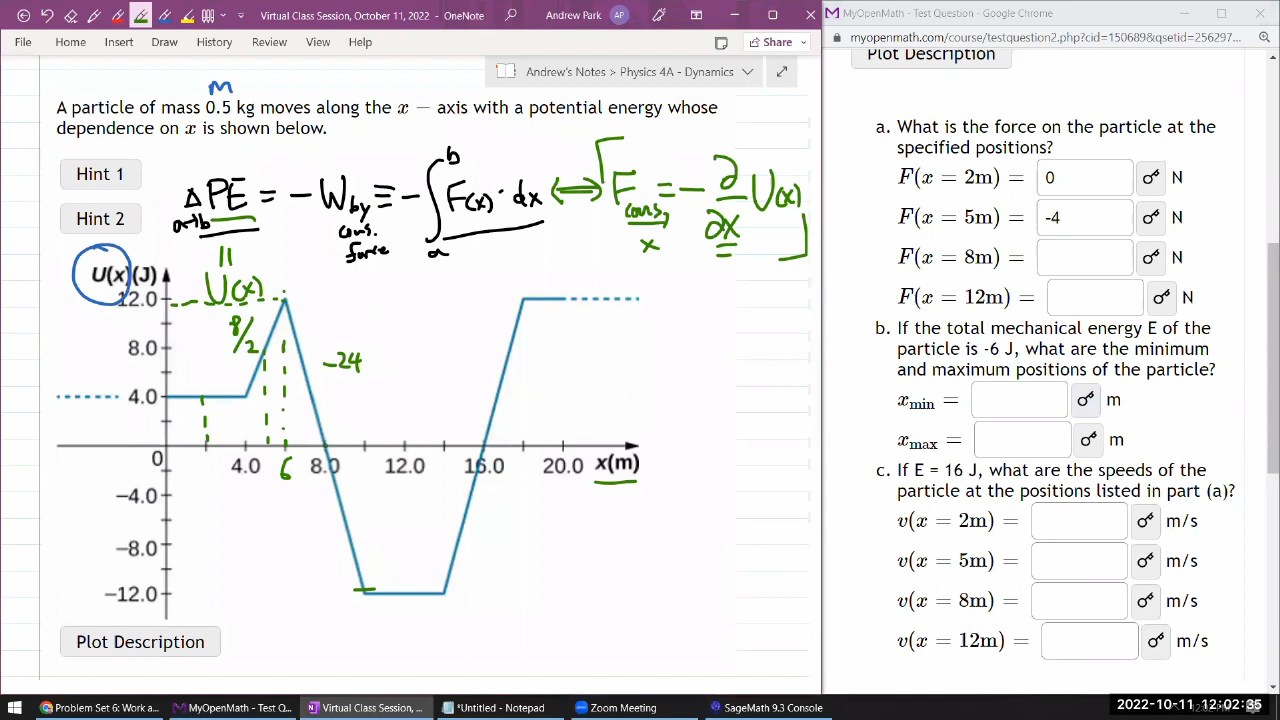 Virtual Class Session, October 11, 2022 - OneNote
Andrew Park
AP
File Home Insert Draw History Review View
Share
Andrew's Notes > Physics 4A - Dynamics
m
A particle of mass 0.5 kg moves along the x − axis with a potential energy whose
dependence on x is shown below.
Hint 1
Hint 2
Δ PE = − W by ≡ − ∫ F(x) · dx ⟺ F = − ∂/∂x U(x)
a→b
cons. force
b
a
cons, x
U(x)
U(x)(J)
12.0
8/2
8.0
-24
4.0
0 4.0 6 8.0 12.0 16.0 20.0 x(m)
−4.0
−8.0
−12.0
Plot Description
MyOpenMath - Test Question - Google Chrome
myopenmath.com/course/testquestion2.php?cid=150689&qsetid=256297...
Plot Description
a. What is the force on the particle at the
specified positions?
F(x = 2m) = 0 N
F(x = 5m) = -4 N
F(x = 8m) = N
F(x = 12m) = N
b. If the total mechanical energy E of the
particle is -6 J, what are the minimum
and maximum positions of the particle?
xmin = m
xmax = m
c. If E = 16 J, what are the speeds of the
particle at the positions listed in part (a)?
v(x = 2m) = m/s
v(x = 5m) = m/s
v(x = 8m) = m/s
v(x = 12m) = m/s
Problem Set 6: Work a...
MyOpenMath - Test ...
Virtual Class Session, ...
*Untitled - Notepad
Zoom Meeting
SageMath 9.3 Console
2022-10-11 12:02:35